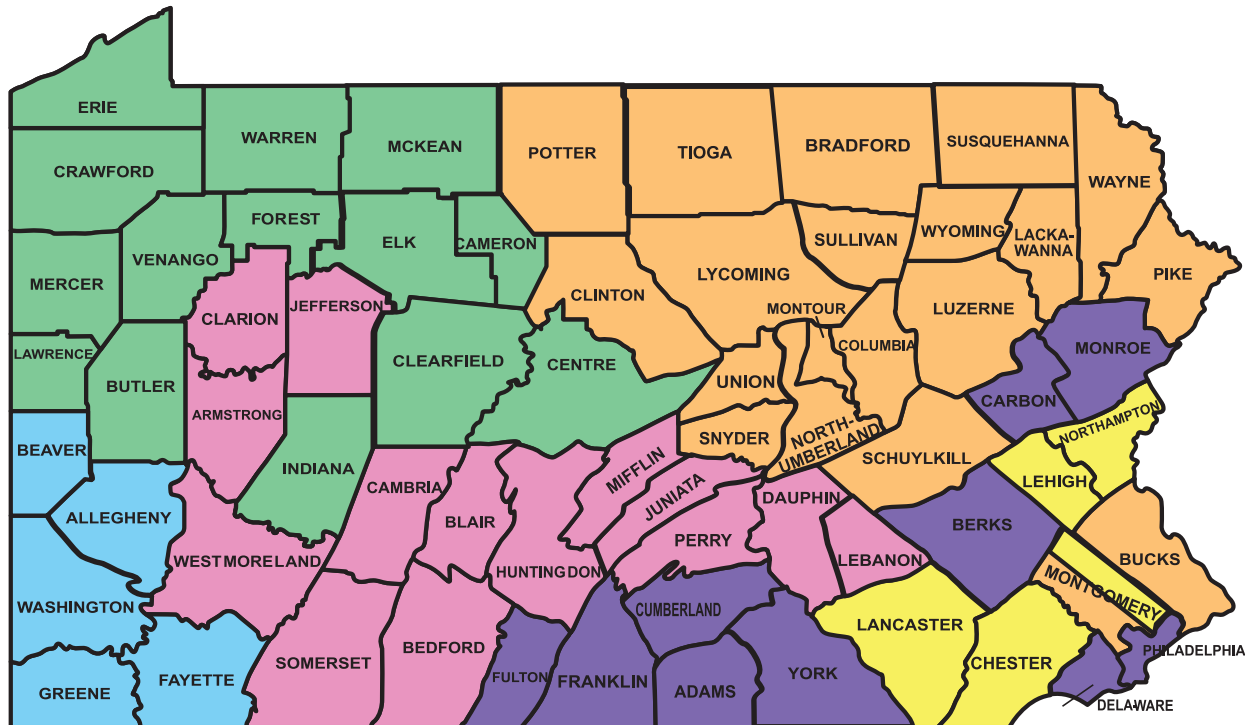 ERIE
WARREN
MCKEAN
POTTER
TIOGA
BRADFORD
SUSQUEHANNA
CRAWFORD
WAYNE
FOREST
VENANGO
ELK
CAMERON
SULLIVAN
WYOMING
LACKA-
WANNA
MERCER
LYCOMING
PIKE
CLINTON
JEFFERSON
CLARION
MONTOUR
LUZERNE
COLUMBIA
MONROE
LAWRENCE
CLEARFIELD
CENTRE
BUTLER
UNION
CARBON
ARMSTRONG
NORTHAMPTON
SNYDER
NORTH-
UMBERLAND
BEAVER
SCHUYLKILL
INDIANA
MIFFLIN
LEHIGH
CAMBRIA
JUNIATA
DAUPHIN
ALLEGHENY
BLAIR
BERKS
PERRY
WESTMORELAND
HUNTINGDON
LEBANON
BUCKS
MONTGOMERY
WASHINGTON
CUMBERLAND
LANCASTER
BEDFORD
SOMERSET
PHILADELPHIA
CHESTER
YORK
FULTON
FRANKLIN
ADAMS
FAYETTE
GREENE
DELAWARE